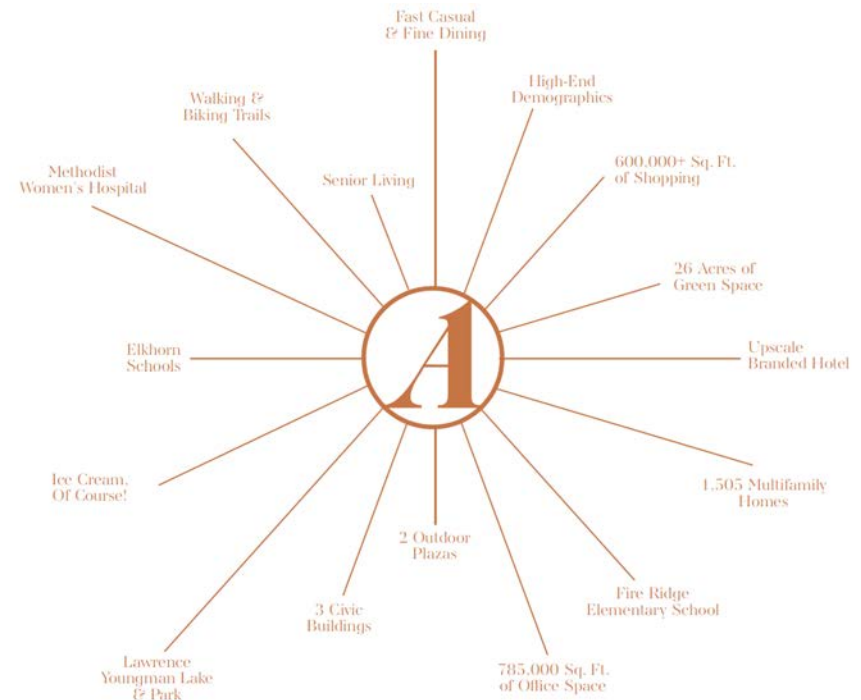 Fast Casual
& Fine Dining
High-End
Demographics
Walking &
Biking Trails
600,000+ Sq. Ft.
of Shopping
Methodist
Women's Hospital
Senior Living
26 Acres of
Green Space
A
Elkhorn
Schools
Upscale
Branded Hotel
Ice Cream,
Of Course!
1,505 Multifamily
Homes
2 Outdoor
Plazas
Fire Ridge
Elementary School
3 Civic
Buildings
Lawrence
Youngman Lake
& Park
785,000 Sq. Ft.
of Office Space